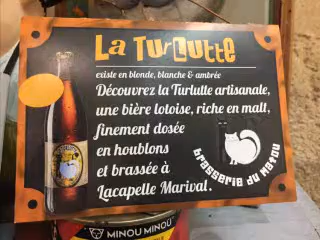 La Turlutte
existe en blonde, blanche & ambrée
Découvrez la Turlutte artisanale,
une bière lotoise, riche en malt,
finement dosée
en houblons
et brassée à
Lacapelle Marival.
brasserie du Matou
MINOU MINOU